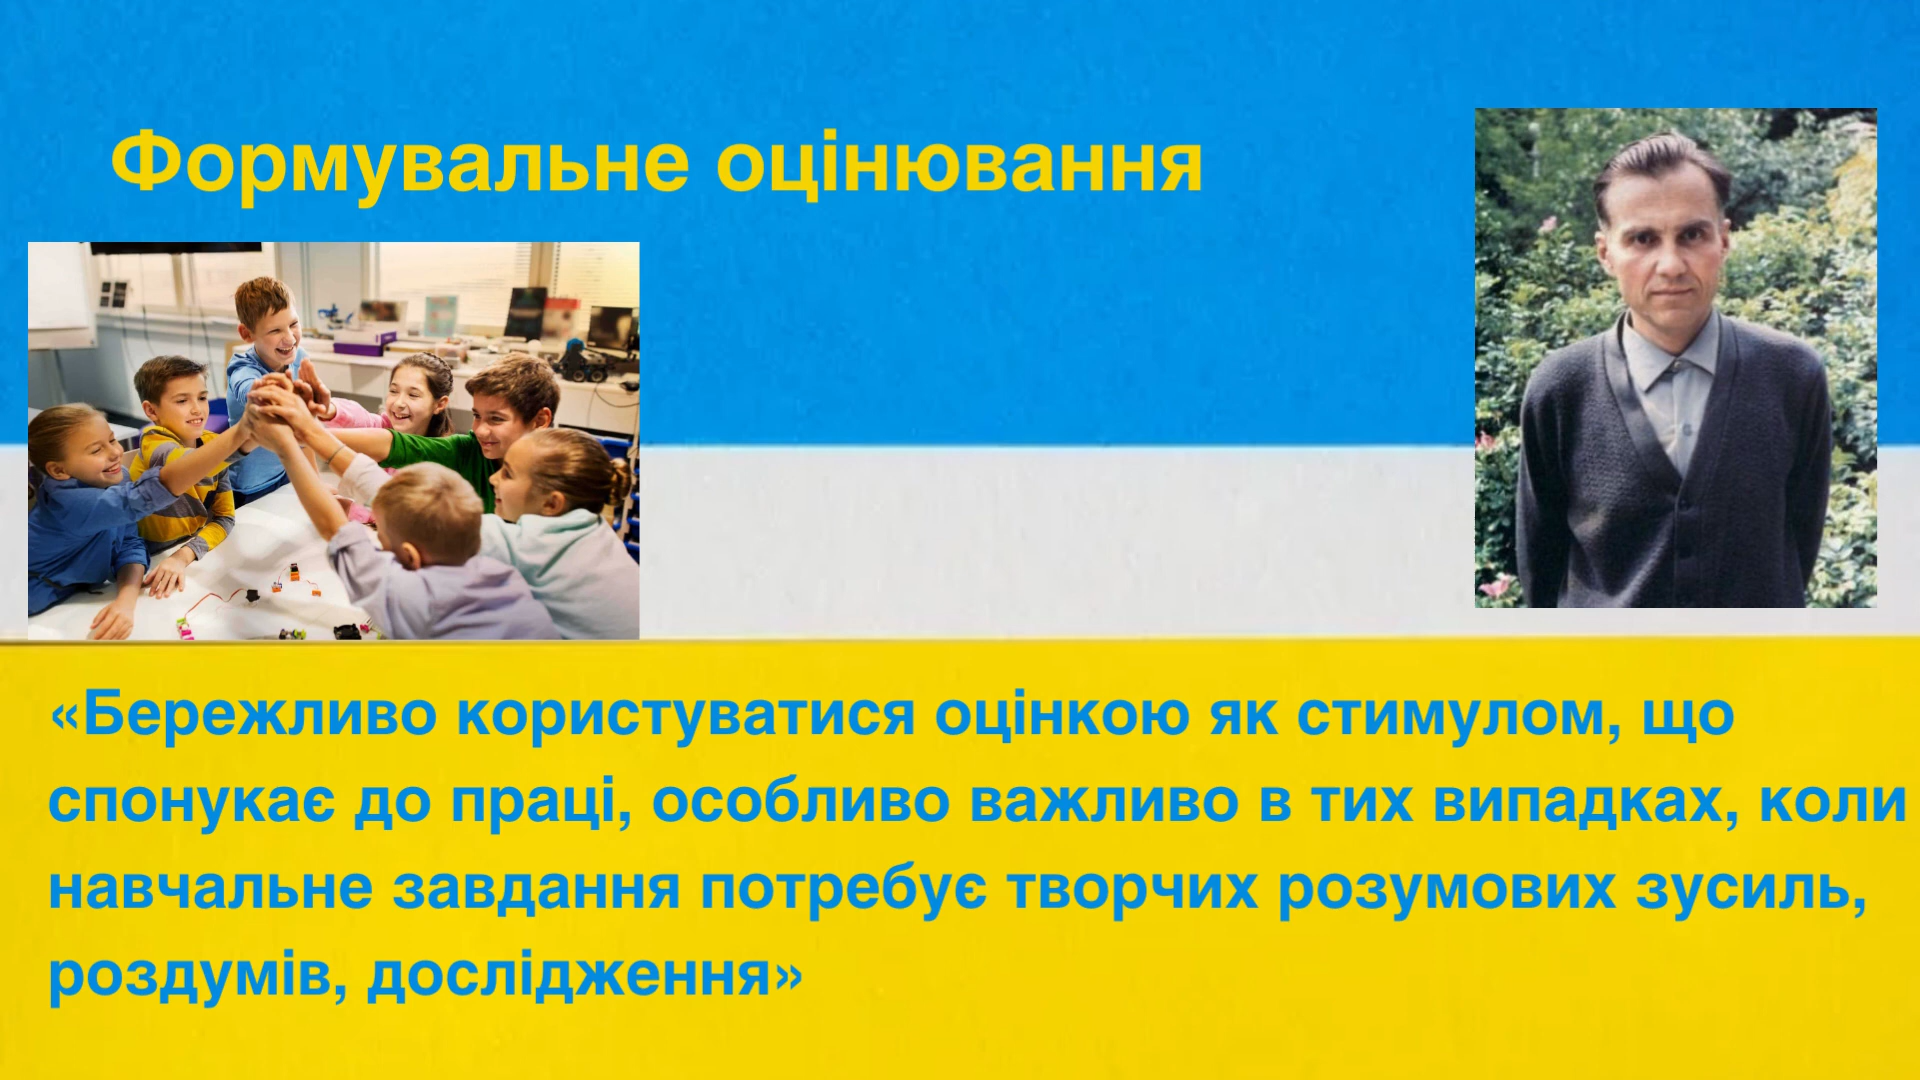 Формувальне оцінювання
«Бережливо користуватися оцінкою як стимулом, що
спонукає до праці, особливо важливо в тих випадках, коли
навчальне завдання потребує творчих розумових зусиль,
роздумів, дослідження»